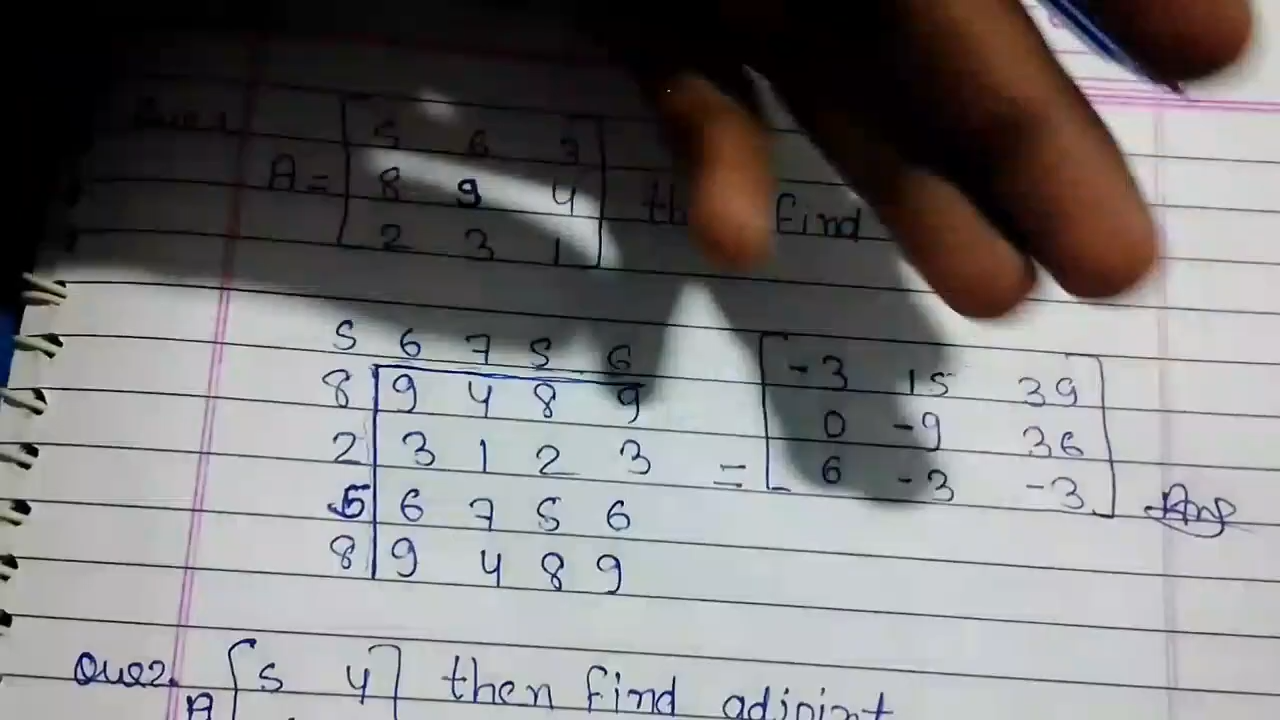 Que1
5 6 7
A = 8 9 4 find
2 3 1
5 6 7 5 6
8 9 4 8 9
2 3 1 2 3
5 6 7 5 6
8 9 4 8 9
= -3 15 39
0 -9 36
6 -3 -3 Ans
Que2. A 5 4 then find adjoint